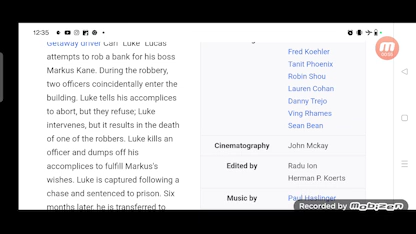 12:35
Getaway driver Carl "Luke" Lucas
attempts to rob a bank for his boss
Markus Kane. During the robbery,
two officers coincidentally enter the
building. Luke tells his accomplices
to abort, but they refuse; Luke
intervenes, but it results in the death
of one of the robbers. Luke kills an
officer and dumps off his
accomplices to fulfill Markus's
wishes. Luke is captured following a
chase and sentenced to prison. Six
months later, he is transferred to
Fred Koehler
Tanit Phoenix
Robin Shou
Lauren Cohan
Danny Trejo
Ving Rhames
Sean Bean
Cinematography John Mckay
Edited by Radu Ion
Herman P. Koerts
Music by Paul Haslinger
Recorded by Mobizen